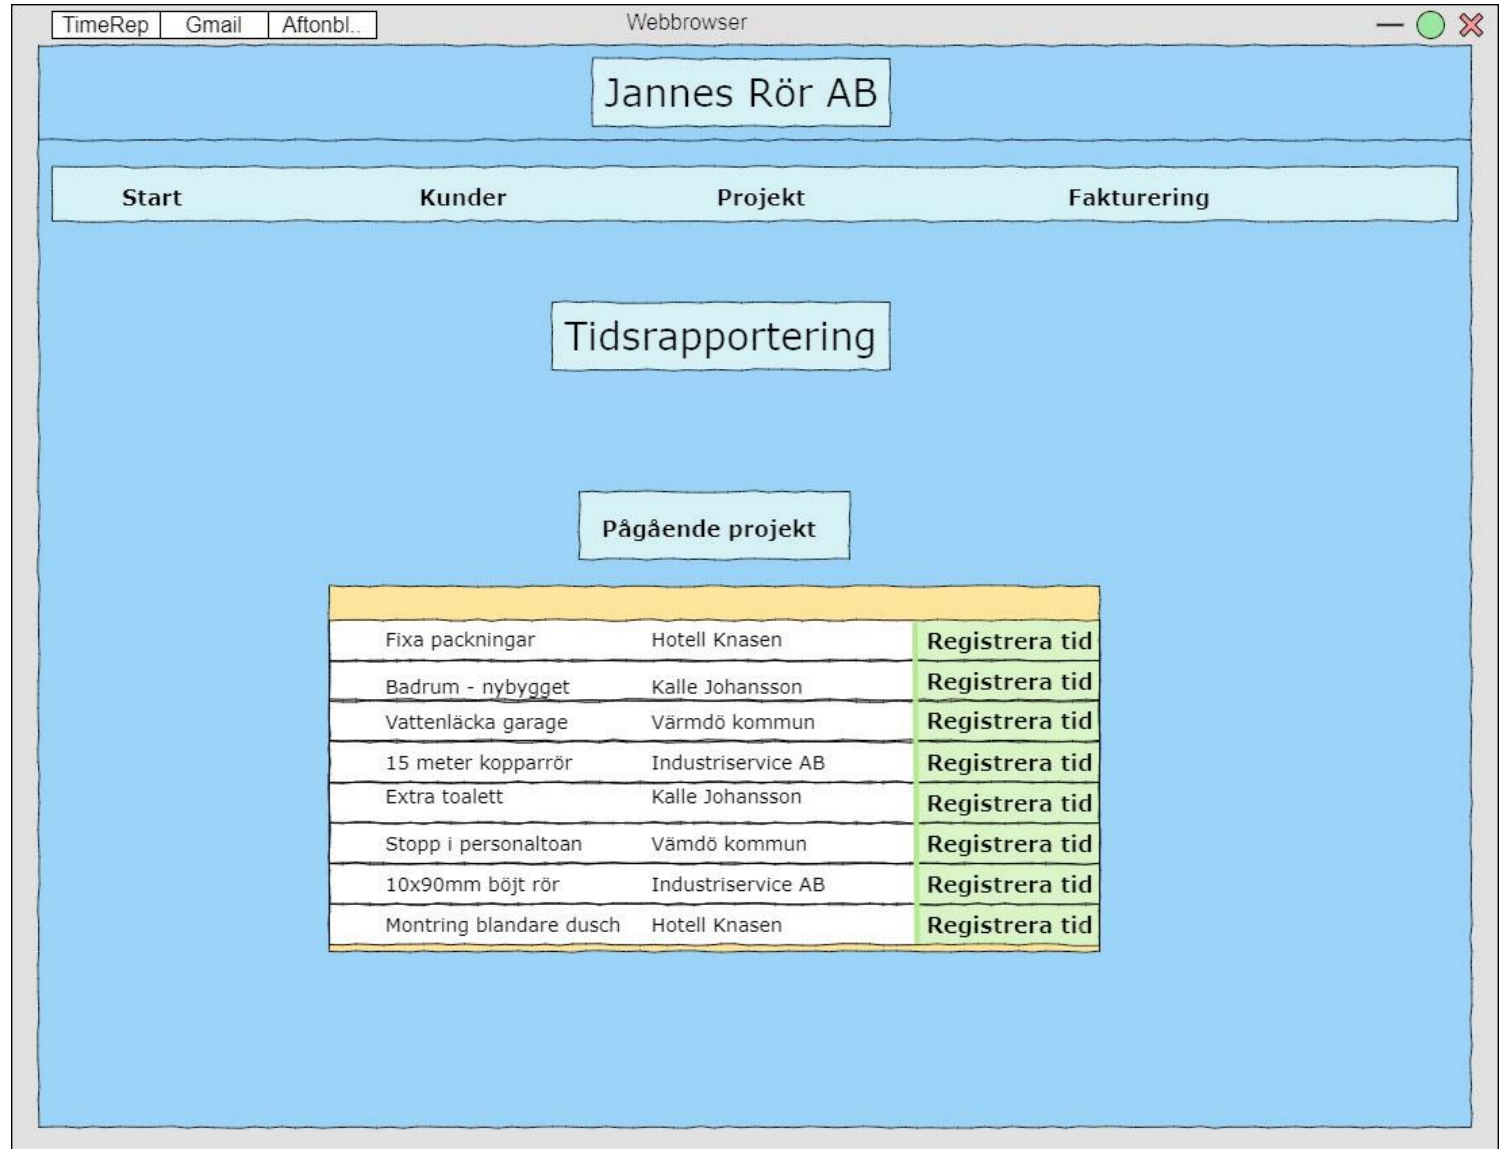 TimeRep Gmail Aftonbl.. Webbrowser
Jannes Rör AB
Start Kunder Projekt Fakturering
Tidsrapportering
Pågående projekt
Fixa packningar Hotell Knasen Registrera tid
Badrum - nybygget Kalle Johansson Registrera tid
Vattenläcka garage Värmdö kommun Registrera tid
15 meter kopparrör Industriservice AB Registrera tid
Extra toalett Kalle Johansson Registrera tid
Stopp i personaltoan Vämdö kommun Registrera tid
10x90mm böjt rör Industriservice AB Registrera tid
Montring blandare dusch Hotell Knasen Registrera tid